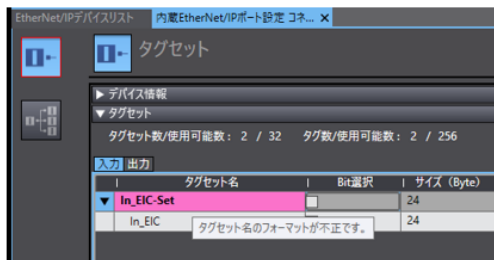 EtherNet/IPデバイスリスト 内蔵EtherNet/IPポート設定 コネ... ×
タグセット
▶ デバイス情報
▼ タグセット
タグセット数/使用可能数: 2 / 32 タグ数/使用可能数: 2 / 256
入力 出力
タグセット名 | Bit選択 | サイズ (Byte)
▼ In_EIC-Set 24
In_EIC 24
タグセット名のフォーマットが不正です。